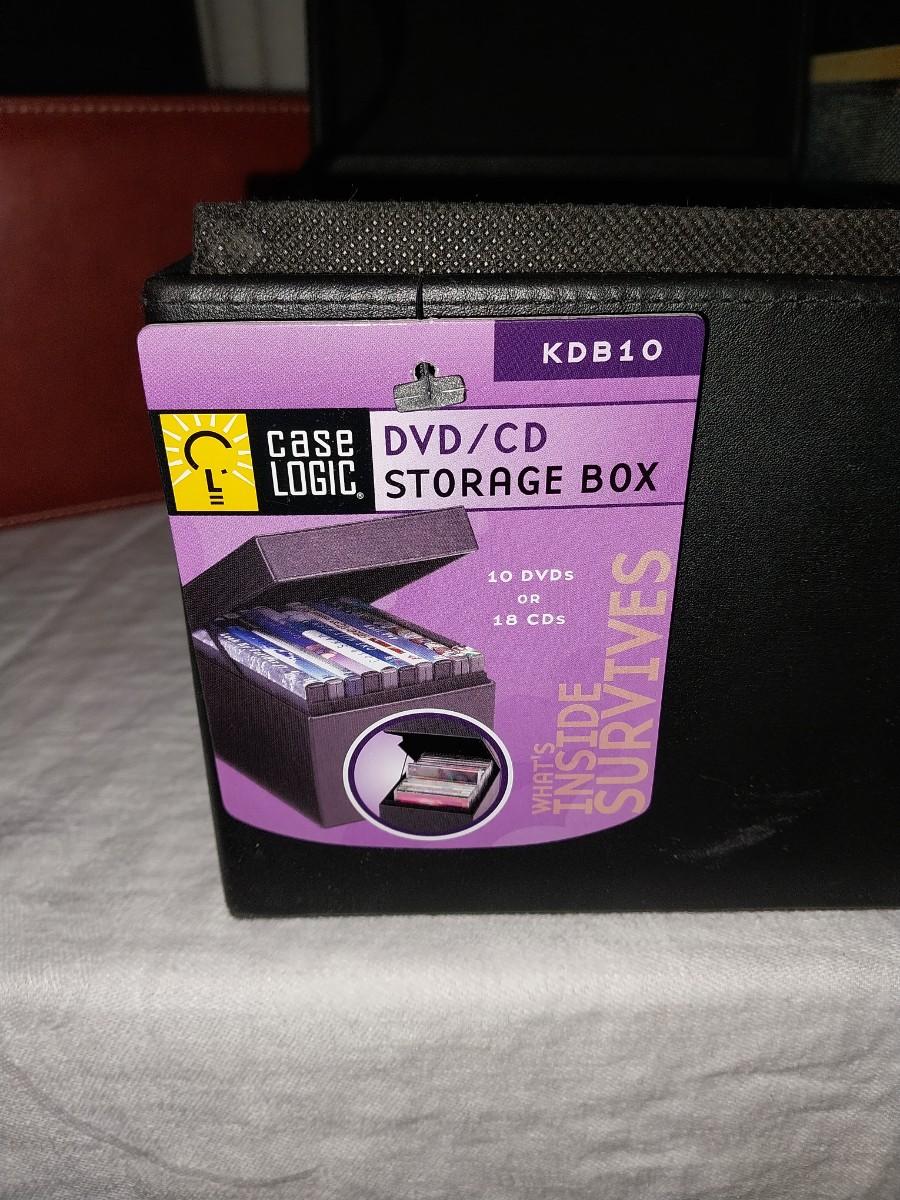 KDB10
case
LOGIC®
DVD/CD
STORAGE BOX
10 DVDs
OR
18 CDs
WHAT'S
INSIDE
SURVIVES